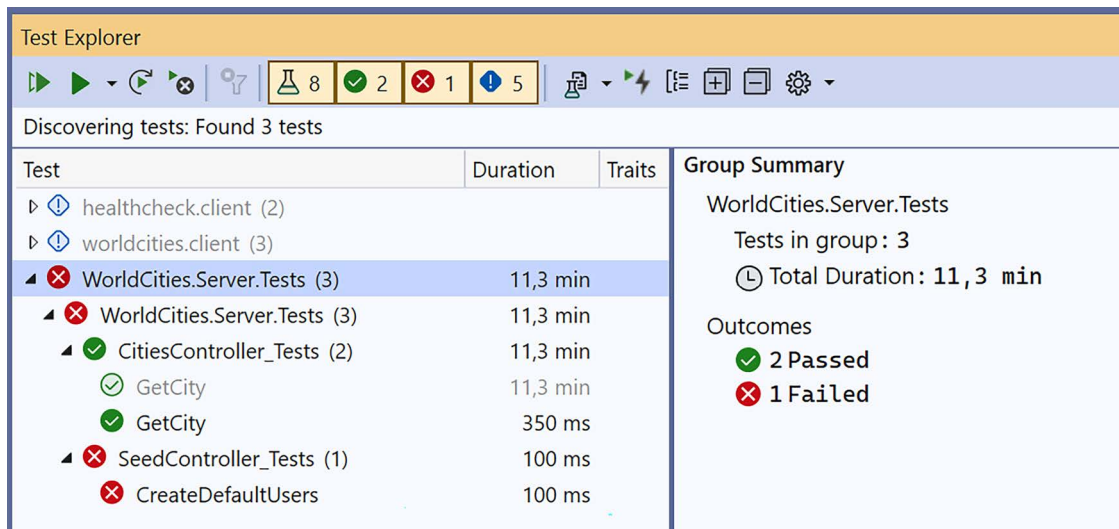 Test Explorer
8 2 1 5
Discovering tests: Found 3 tests
Test Duration Traits
healthcheck.client (2)
worldcities.client (3)
WorldCities.Server.Tests (3) 11,3 min
WorldCities.Server.Tests (3) 11,3 min
CitiesController_Tests (2) 11,3 min
GetCity 11,3 min
GetCity 350 ms
SeedController_Tests (1) 100 ms
CreateDefaultUsers 100 ms
Group Summary
WorldCities.Server.Tests
Tests in group: 3
Total Duration: 11,3 min
Outcomes
2 Passed
1 Failed